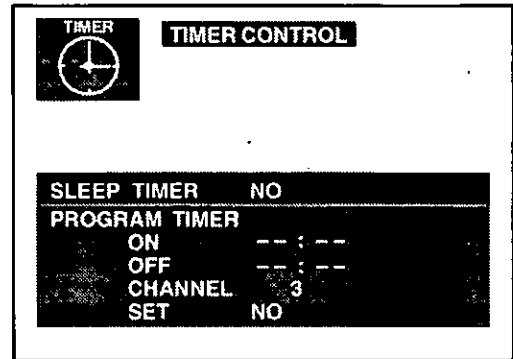 TIMER
TIMER CONTROL
SLEEP TIMER NO
PROGRAM TIMER
ON --:--
OFF --:--
CHANNEL 3
SET NO